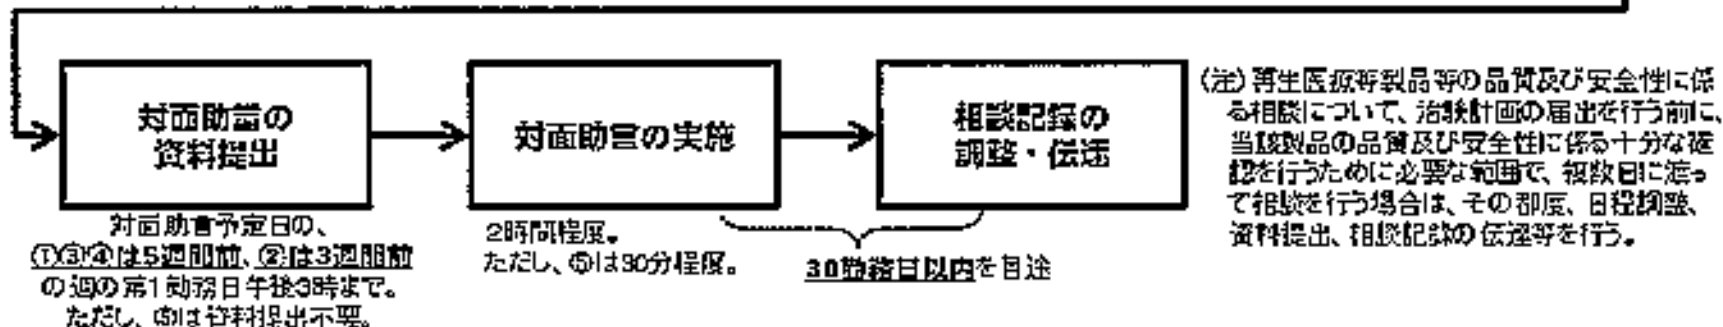 対面助言の
資料提出
対面助言の実施
相談記録の
調整・伝達
対面助言予定日の、
①③④は5週間前、②は3週間前
の週の第1勤務日午後3時まで。
ただし、⑤は資料提出不要。
2時間程度。
ただし、⑤は30分程度。
30勤務日以内を目途
(注)再生医療等製品等の品質及び安全性に係
る相談について、治験計画の届出を行う前に、
当該製品の品質及び安全性に係る十分な確
認を行うために必要な範囲で、複数日に渡っ
て相談を行う場合は、その都度、日程調整、
資料提出、相談記録の伝達等を行う。